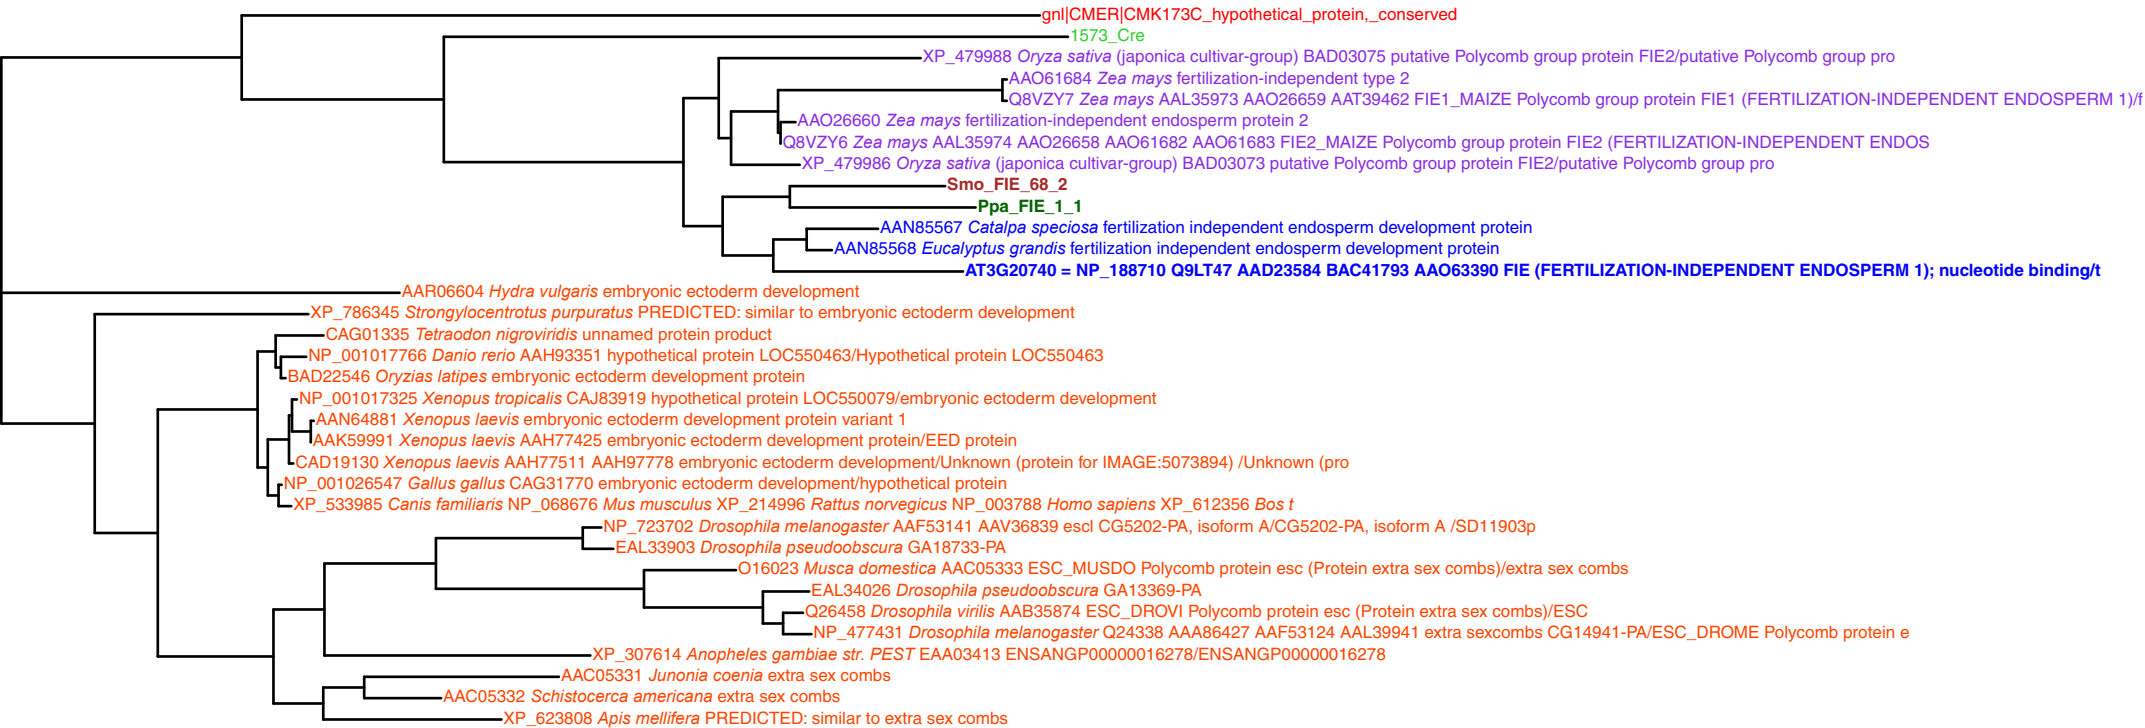 gnl|CMER|CMK173C_hypothetical_protein,_conserved
1573_Cre
XP_479988 Oryza sativa (japonica cultivar-group) BAD03075 putative Polycomb group protein FIE2/putative Polycomb group pro
AAO61684 Zea mays fertilization-independent type 2
Q8VZY7 Zea mays AAL35973 AAO26659 AAT39462 FIE1_MAIZE Polycomb group protein FIE1 (FERTILIZATION-INDEPENDENT ENDOSPERM 1)/f
AAO26660 Zea mays fertilization-independent endosperm protein 2
Q8VZY6 Zea mays AAL35974 AAO26658 AAO61682 AAO61683 FIE2_MAIZE Polycomb group protein FIE2 (FERTILIZATION-INDEPENDENT ENDOS
XP_479986 Oryza sativa (japonica cultivar-group) BAD03073 putative Polycomb group protein FIE2/putative Polycomb group pro
Smo_FIE_68_2
Ppa_FIE_1_1
AAN85567 Catalpa speciosa fertilization independent endosperm development protein
AAN85568 Eucalyptus grandis fertilization independent endosperm development protein
AT3G20740 = NP_188710 Q9LT47 AAD23584 BAC41793 AAO63390 FIE (FERTILIZATION-INDEPENDENT ENDOSPERM 1); nucleotide binding/t
AAR06604 Hydra vulgaris embryonic ectoderm development
XP_786345 Strongylocentrotus purpuratus PREDICTED: similar to embryonic ectoderm development
CAG01335 Tetraodon nigroviridis unnamed protein product
NP_001017766 Danio rerio AAH93351 hypothetical protein LOC550463/Hypothetical protein LOC550463
BAD22546 Oryzias latipes embryonic ectoderm development protein
NP_001017325 Xenopus tropicalis CAJ83919 hypothetical protein LOC550079/embryonic ectoderm development
AAN64881 Xenopus laevis embryonic ectoderm development protein variant 1
AAK59991 Xenopus laevis AAH77425 embryonic ectoderm development protein/EED protein
CAD19130 Xenopus laevis AAH77511 AAH97778 embryonic ectoderm development/Unknown (protein for IMAGE:5073894) /Unknown (pro
NP_001026547 Gallus gallus CAG31770 embryonic ectoderm development/hypothetical protein
XP_533985 Canis familiaris NP_068676 Mus musculus XP_214996 Rattus norvegicus NP_003788 Homo sapiens XP_612356 Bos t
NP_723702 Drosophila melanogaster AAF53141 AAV36839 escl CG5202-PA, isoform A/CG5202-PA, isoform A /SD11903p
EAL33903 Drosophila pseudoobscura GA18733-PA
O16023 Musca domestica AAC05333 ESC_MUSDO Polycomb protein esc (Protein extra sex combs)/extra sex combs
EAL34026 Drosophila pseudoobscura GA13369-PA
Q26458 Drosophila virilis AAB35874 ESC_DROVI Polycomb protein esc (Protein extra sex combs)/ESC
NP_477431 Drosophila melanogaster Q24338 AAA86427 AAF53124 AAL39941 extra sexcombs CG14941-PA/ESC_DROME Polycomb protein e
XP_307614 Anopheles gambiae str. PEST EAA03413 ENSANGP00000016278/ENSANGP00000016278
AAC05331 Junonia coenia extra sex combs
AAC05332 Schistocerca americana extra sex combs
XP_623808 Apis mellifera PREDICTED: similar to extra sex combs